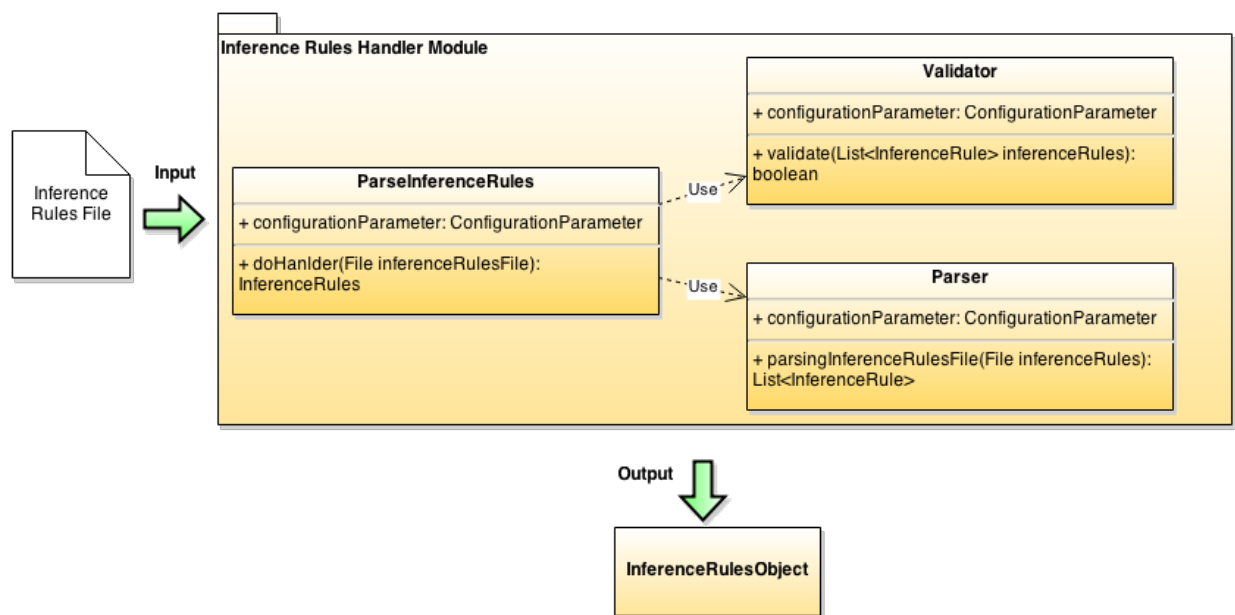 Inference Rules Handler Module
Inference
Rules File
Input
ParseInferenceRules
+ configurationParameter: ConfigurationParameter
+ doHanlder(File inferenceRulesFile):
InferenceRules
Use
Use
Validator
+ configurationParameter: ConfigurationParameter
+ validate(List<InferenceRule> inferenceRules):
boolean
Parser
+ configurationParameter: ConfigurationParameter
+ parsingInferenceRulesFile(File inferenceRules):
List<InferenceRule>
Output
InferenceRulesObject